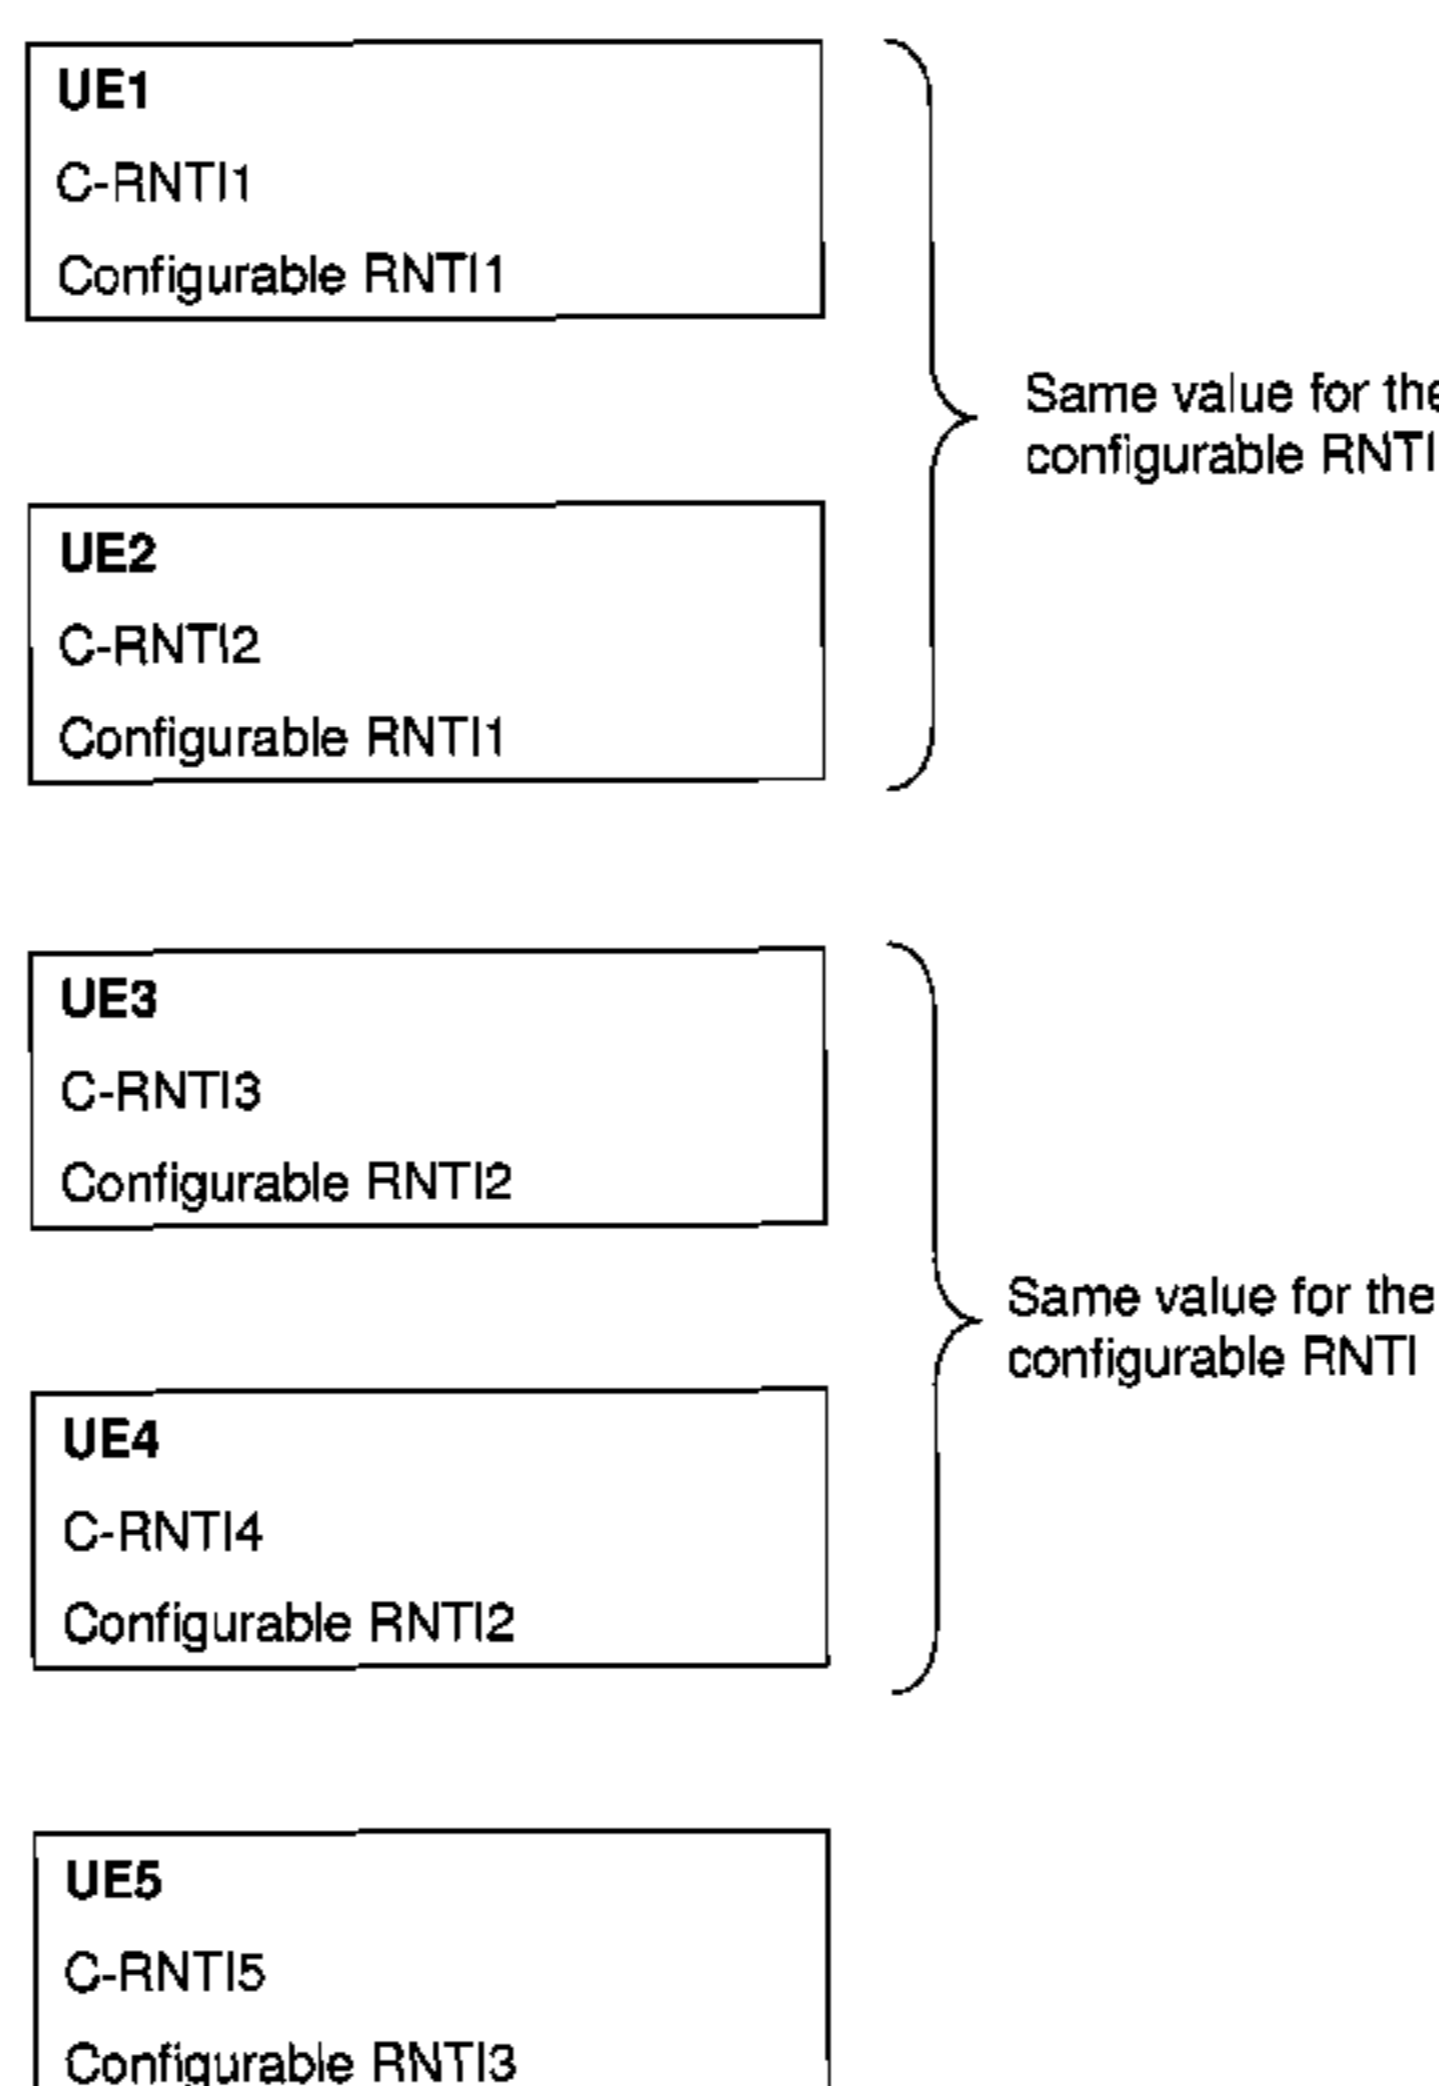 UE1
C-RNTI1
Configurable RNTI1
Same value for the
configurable RNTI
UE2
C-RNTI2
Configurable RNTI1
UE3
C-RNTI3
Configurable RNTI2
Same value for the
configurable RNTI
UE4
C-RNTI4
Configurable RNTI2
UE5
C-RNTI5
Configurable RNTI3